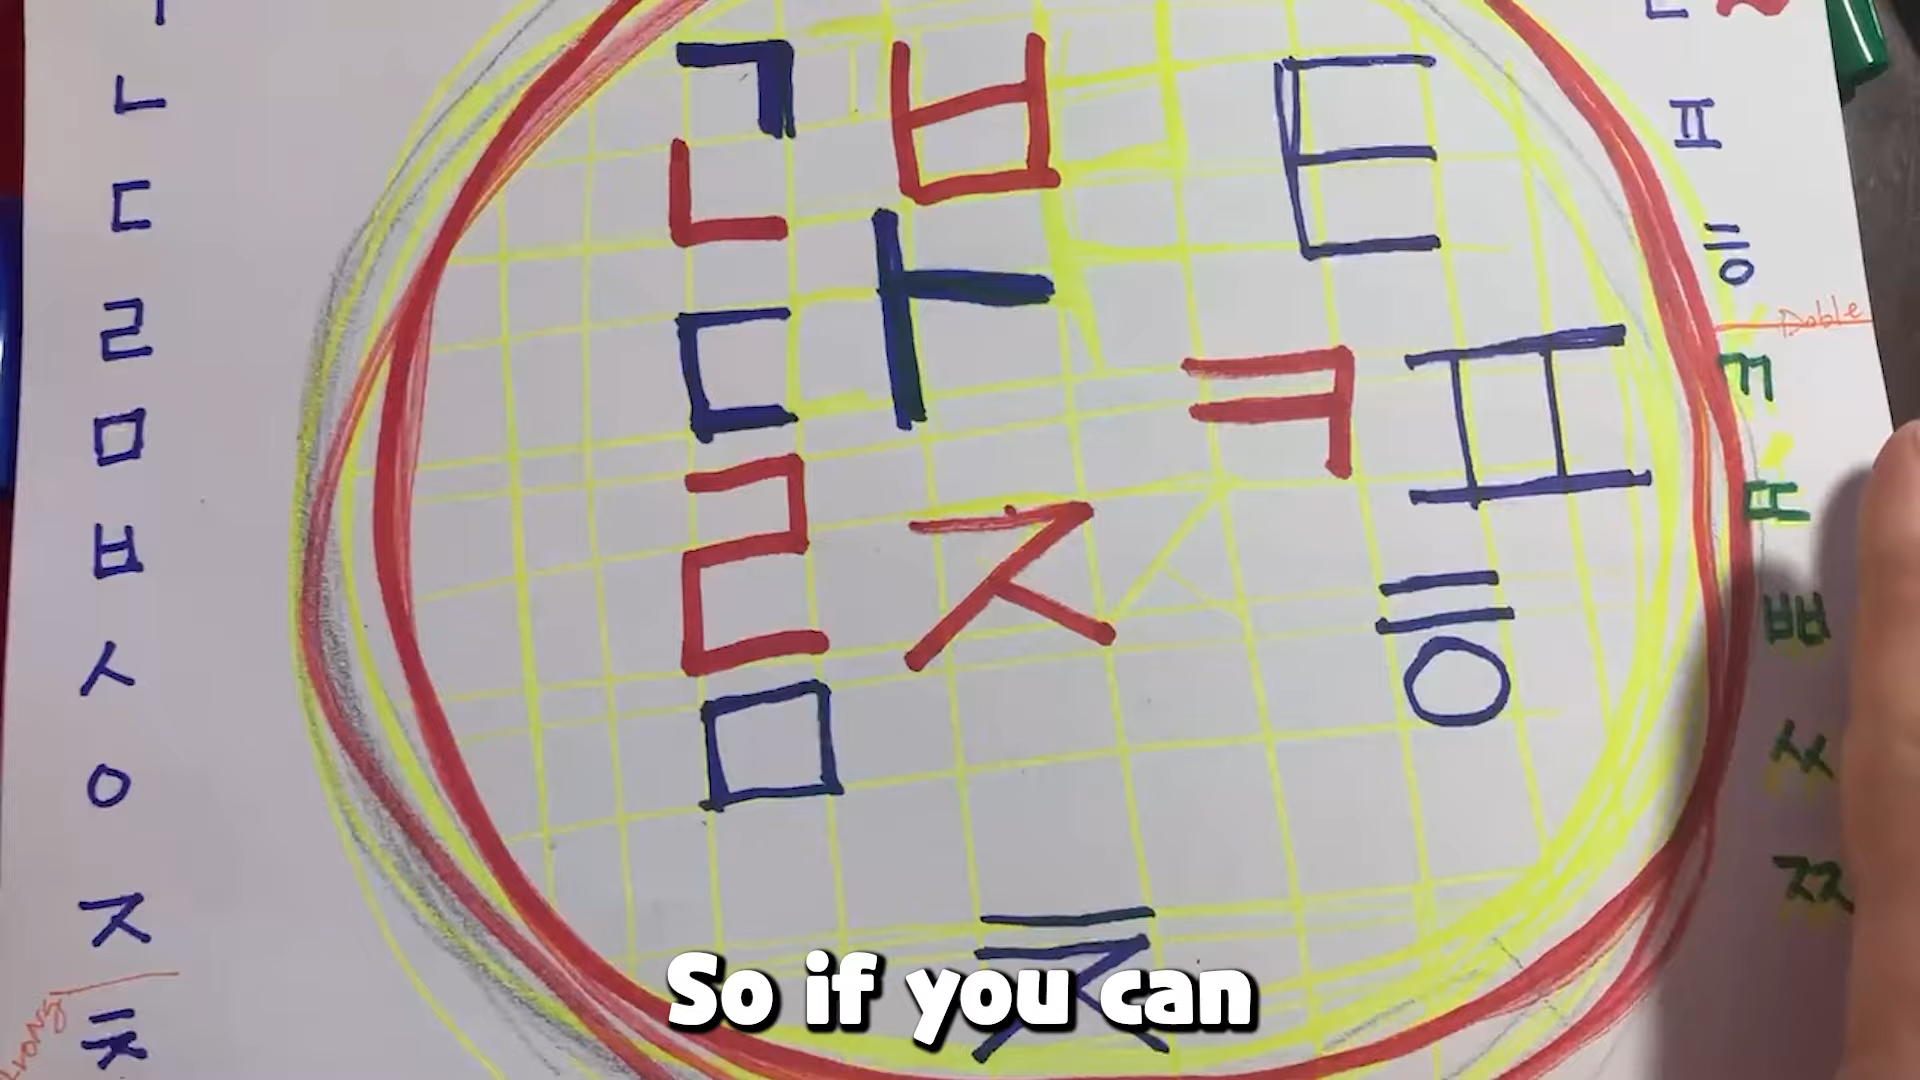 ㄴ
ㄷ
ㄹ
ㅁ
ㅂ
ㅅ
ㅇ
ㅈ
ㅊ
ㄱ
ㄴ
ㄷ
ㄹ
ㅁ
ㅂ
ㅏ
ㅈ
ㅊ
ㅋ
ㅌ
ㅍ
ㅎ
ㅍ
ㅎ
Doble
ㄸ
ㅃ
ㅆ
ㅉ
So if you can